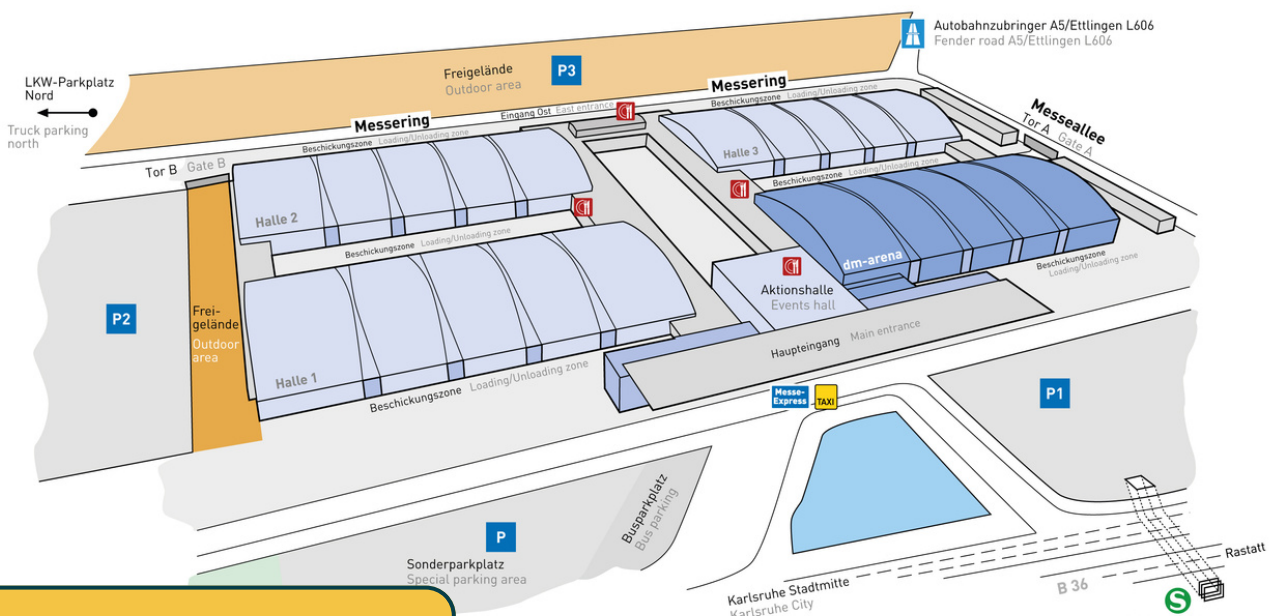 Autobahnzubringer A5/Ettlingen L606
Fender road A5/Ettlingen L606
LKW-Parkplatz
Nord
Truck parking
north
Freigelände
Outdoor area
P3
Messering
Messering
Eingang Ost East entrance
Beschickungszone Loading/Unloading zone
Beschickungszone Loading/Unloading zone
Messeallee
Tor A Gate A
Tor B Gate B
Halle 3
Beschickungszone Loading/Unloading zone
Halle 2
Beschickungszone Loading/Unloading zone
dm-arena
Beschickungszone
Loading/Unloading zone
Aktionshalle
Events hall
P2
Frei-
gelände
Outdoor
area
Halle 1
Beschickungszone Loading/Unloading zone
Haupteingang Main entrance
Messe-
Express
TAXI
P1
Busparkplatz
Bus parking
P
Sonderparkplatz
Special parking area
Karlsruhe Stadtmitte
Karlsruhe City
B 36
Rastatt
S